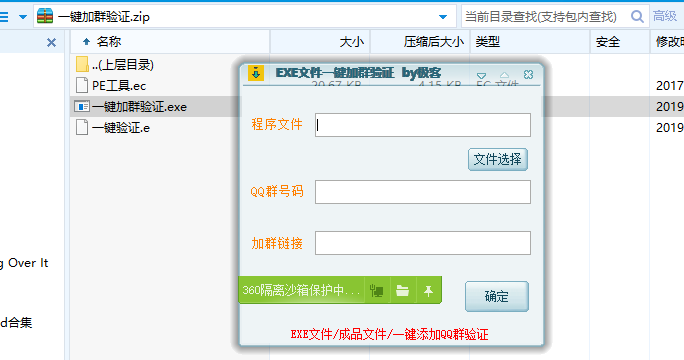 一键加群验证.zip
当前目录查找(支持包内查找)
高级
名称
大小
压缩后大小
类型
安全
修改时
..(上层目录)
PE工具.ec
20.67 KB
4.15 KB
EC 文件
2017
一键加群验证.exe
2019
一键验证.e
2019
EXE文件一键加群验证 by极客
程序文件
文件选择
QQ群号码
加群链接
360隔离沙箱保护中...
确定
EXE文件/成品文件/一键添加QQ群验证
g Over It
d合集